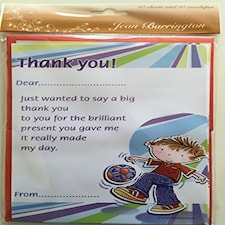 Jean Barrington
Thank you!
Dear..........................
Just wanted to say a big
thank you
to you for the brilliant
present you gave me
It really made
my day.
From..............